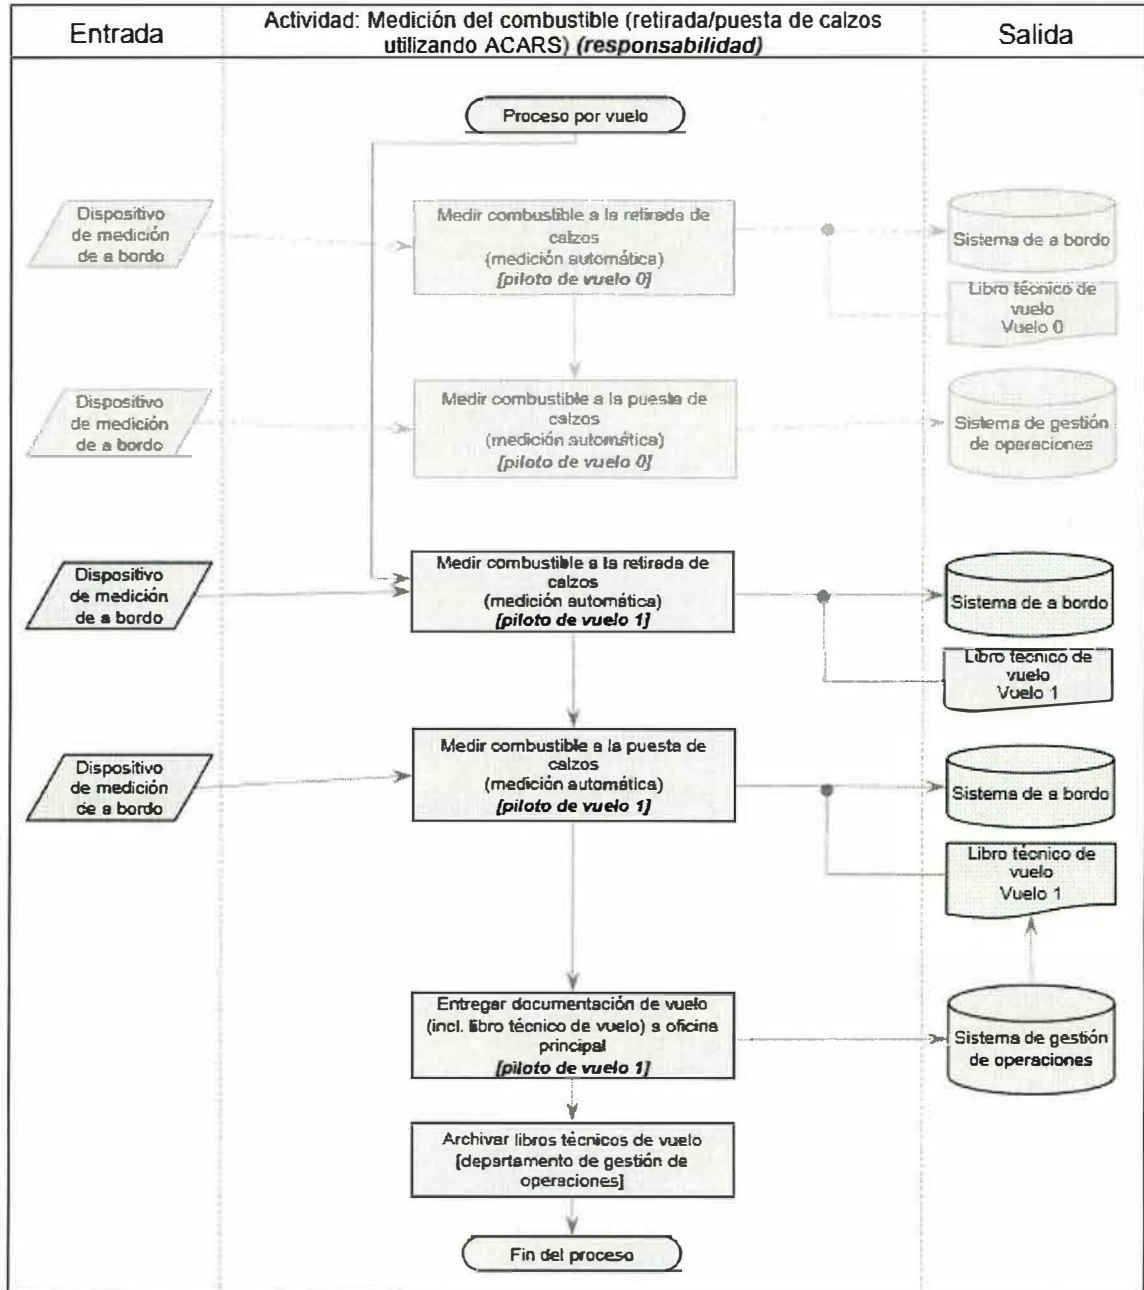 Entrada
Actividad: Medición del combustible (retirada/puesta de calzos
utilizando ACARS) (responsabilidad)
Salida
Proceso por vuelo
Dispositivo
de medición
de a bordo
Medir combustible a la retirada de
calzos
(medición automática)
[piloto de vuelo 0]
Sistema de a bordo
Libro técnico de
vuelo
Vuelo 0
Dispositivo
de medición
de a bordo
Medir combustible a la puesta de
calzos
(medición automática)
[piloto de vuelo 0]
Sistema de gestión
de operaciones
Dispositivo
de medición
de a bordo
Medir combustible a la retirada de
calzos
(medición automática)
[piloto de vuelo 1]
Sistema de a bordo
Libro técnico de
vuelo
Vuelo 1
Dispositivo
de medición
de a bordo
Medir combustible a la puesta de
calzos
(medición automática)
[piloto de vuelo 1]
Sistema de a bordo
Libro técnico de
vuelo
Vuelo 1
Entregar documentación de vuelo
(incl. libro técnico de vuelo) a oficina
principal
[piloto de vuelo 1]
Sistema de gestión
de operaciones
Archivar libros técnicos de vuelo
[departamento de gestión de
operaciones]
Fin del proceso